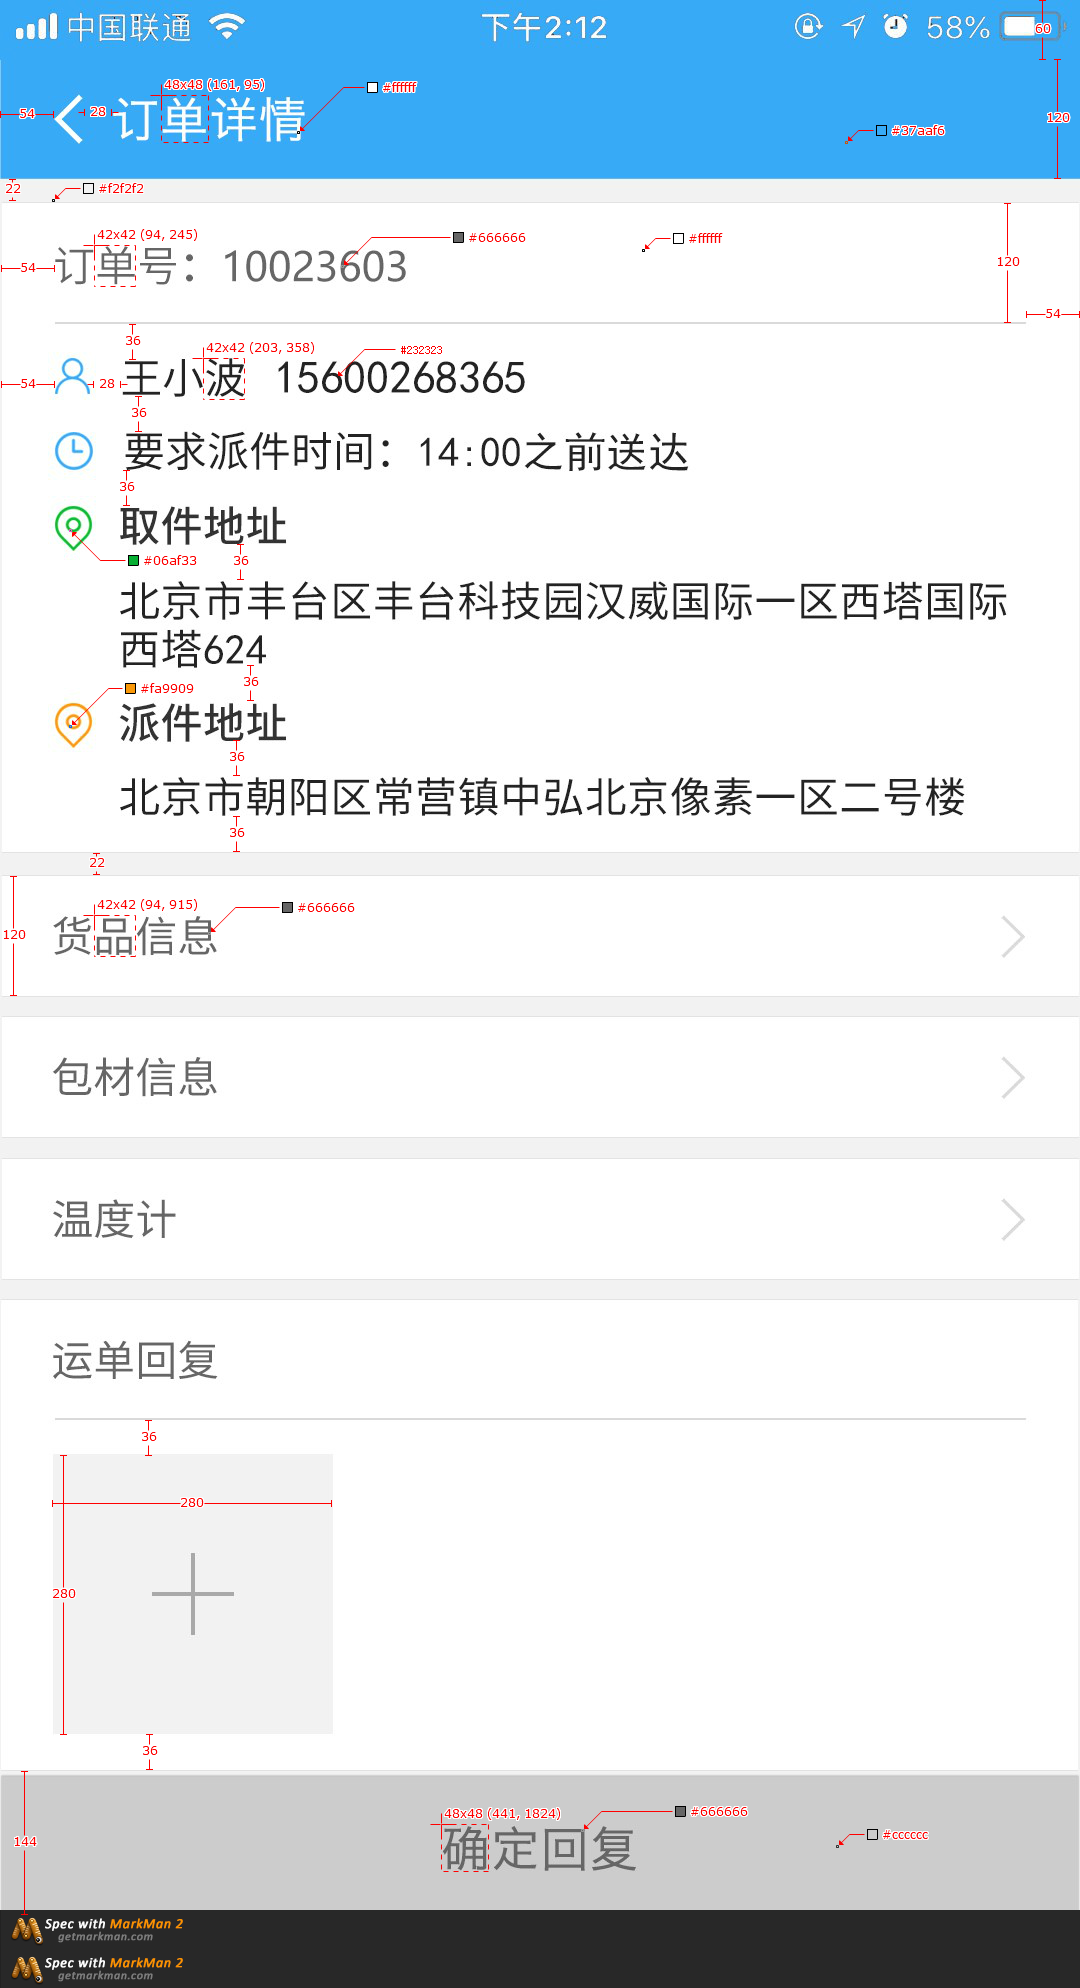 中国联通 下午2:12 58% 60
48x48 (161, 95) #ffffff
54 28 订单详情 #37aaf6 120
22 #f2f2f2
42x42 (94, 245) #666666 #ffffff
54 订单号：10023603 120
54
36 42x42 (203, 358) #232323
54 28 王小波 15600268365
36
要求派件时间：14:00之前送达
36
取件地址
#06af33 36
北京市丰台区丰台科技园汉威国际一区西塔国际
西塔624
36
#fa9909
派件地址
36
北京市朝阳区常营镇中弘北京像素一区二号楼
36
22
42x42 (94, 915) #666666
120 货品信息
包材信息
温度计
运单回复
36
280
280
36
48x48 (441, 1824) #666666
144 确定回复 #cccccc
Spec with MarkMan 2
getmarkman.com
Spec with MarkMan 2
getmarkman.com